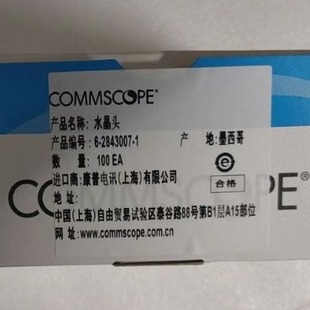 COMMSCOPE®
产品名称: 水晶头
产品编号: 6-2843007-1 产 地: 墨西哥
数 量: 100 EA
进口商: 康普电讯(上海)有限公司
合格
COMMSCOPE®
地 址:
中国(上海)自由贸易试验区泰谷路88号第B1层A15部位
网 址: www.commscope.com.cn